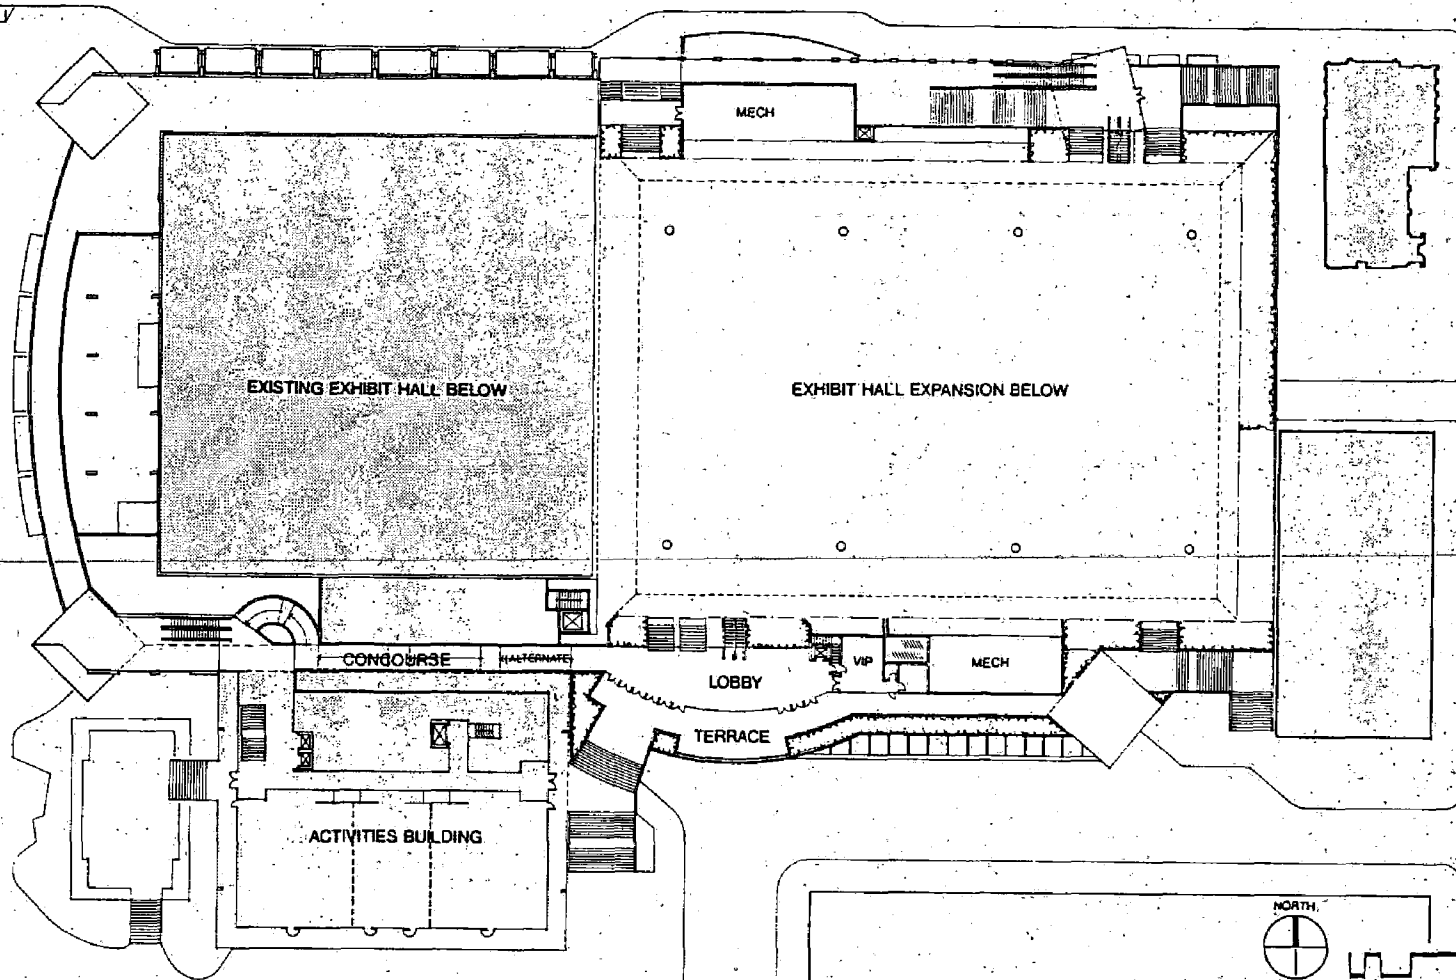 MECH
EXISTING EXHIBIT HALL BELOW
EXHIBIT HALL EXPANSION BELOW
CONCOURSE
(ALTERNATE)
VIP
MECH
LOBBY
TERRACE
ACTIVITIES BUILDING
NORTH